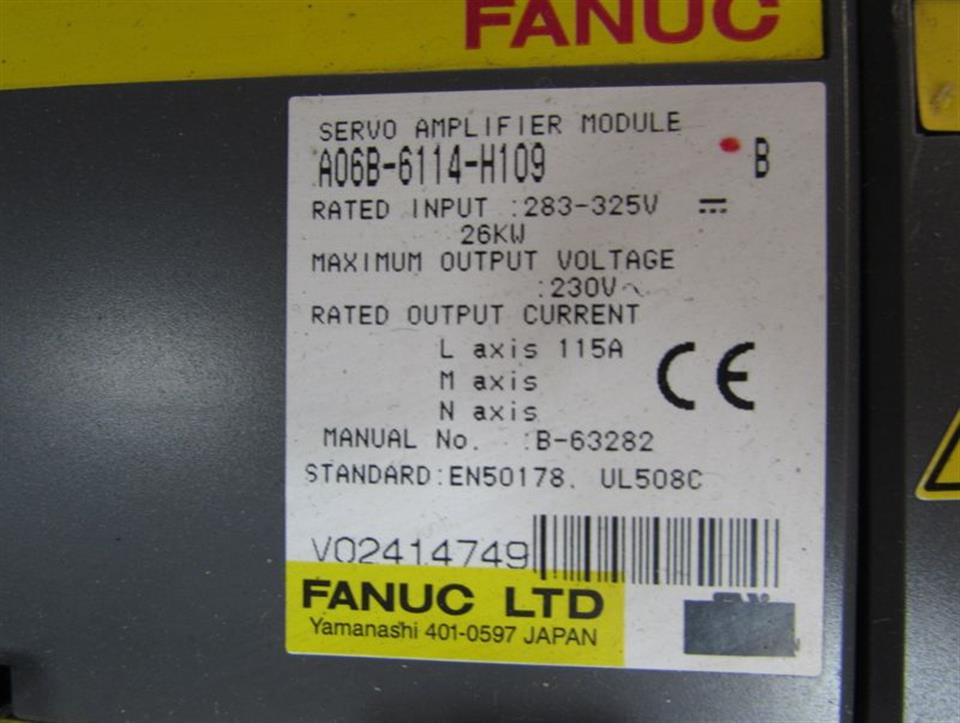 FANUC
SERVO AMPLIFIER MODULE
A06B-6114-H109 B
RATED INPUT :283-325V ⎓
26KW
MAXIMUM OUTPUT VOLTAGE
:230V~
RATED OUTPUT CURRENT
L axis 115A
M axis
N axis
CE
MANUAL No. :B-63282
STANDARD:EN50178. UL508C
V02414749
FANUC LTD
Yamanashi 401-0597 JAPAN